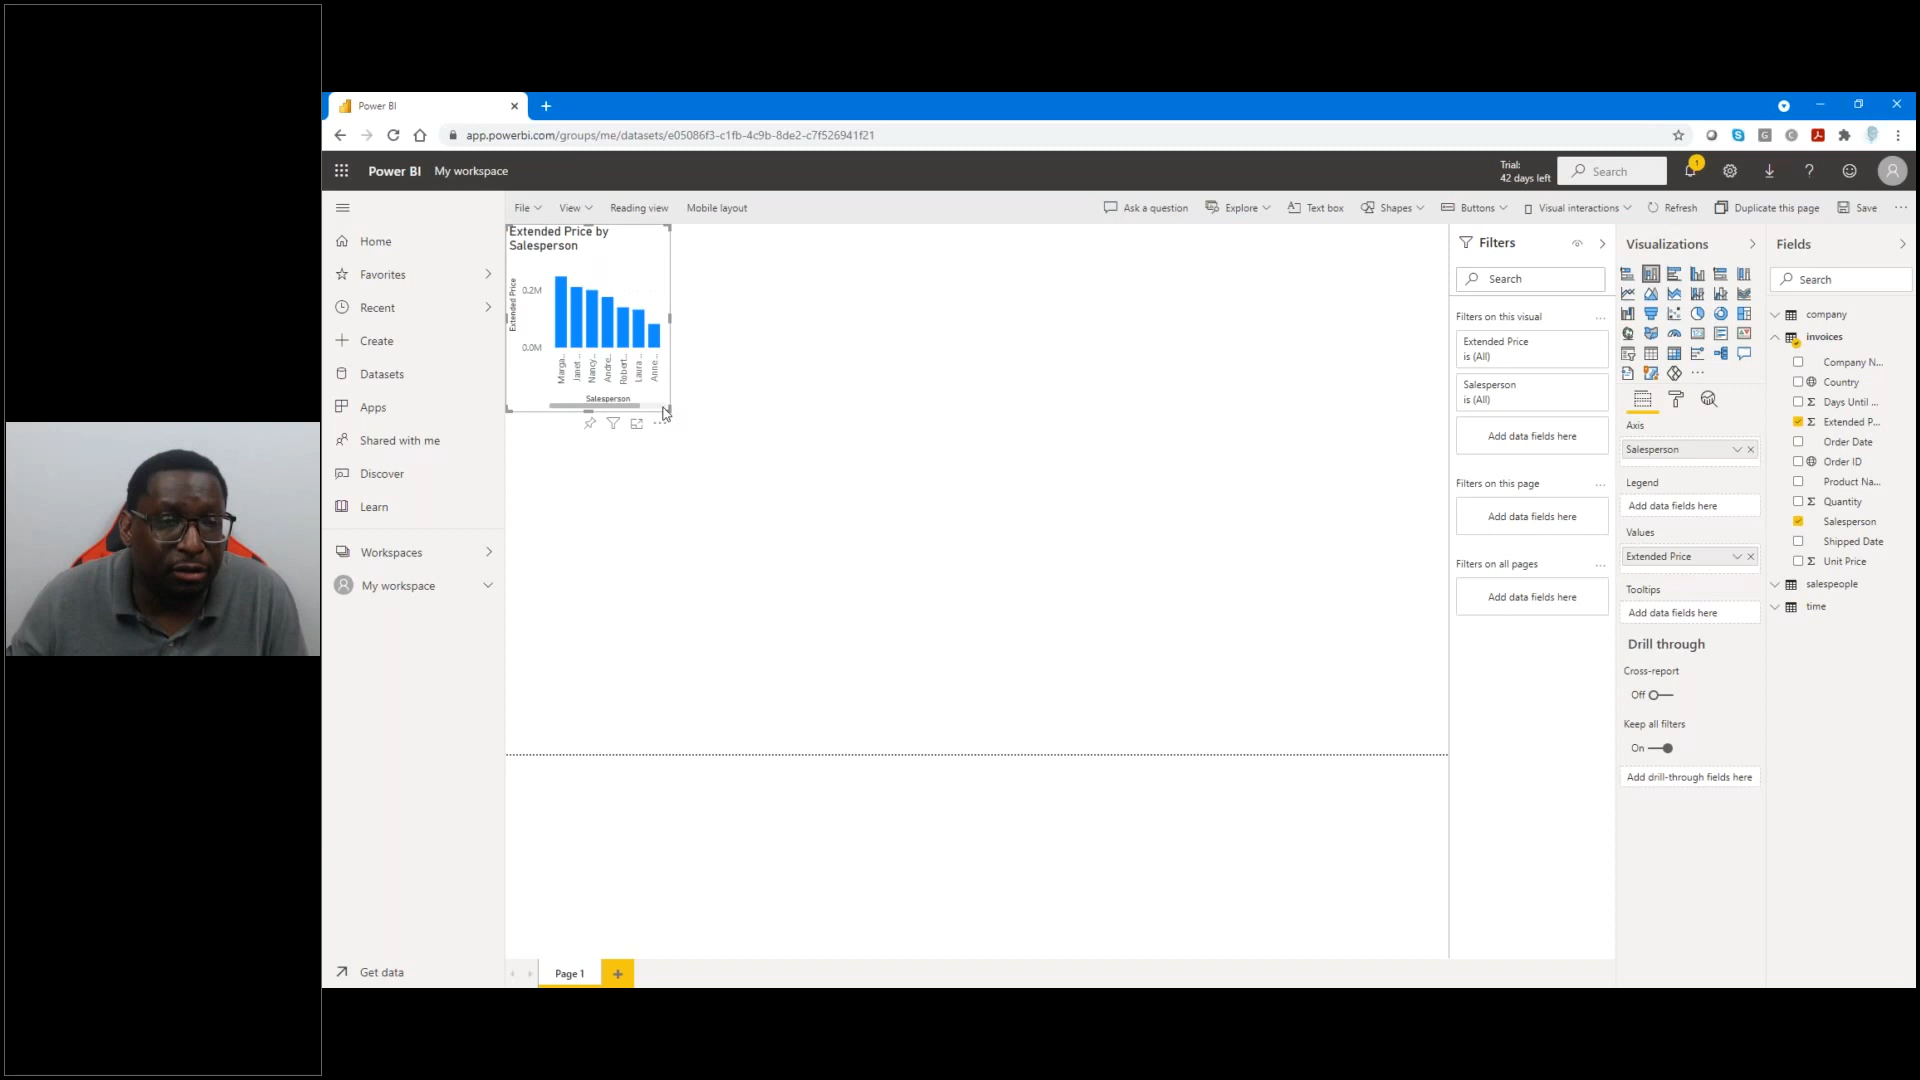 Power BI
app.powerbi.com/groups/me/datasets/e05086f3-c1fb-4c9b-8de2-c7f526941f21
Power BI My workspace
Trial:
42 days left
Search
1
File View Reading view Mobile layout
Ask a question Explore Text box Shapes Buttons Visual interactions Refresh Duplicate this page Save
Home
Favorites
Recent
Create
Datasets
Apps
Shared with me
Discover
Learn
Workspaces
My workspace
Get data
Extended Price by
Salesperson
Extended Price
0.2M
0.0M
Marga...
Janet ...
Nancy ...
Andre...
Robert...
Laura ...
Anne ...
Salesperson
Page 1
Filters
Search
Filters on this visual
Extended Price
is (All)
Salesperson
is (All)
Add data fields here
Filters on this page
Add data fields here
Filters on all pages
Add data fields here
Visualizations
Axis
Salesperson
Legend
Add data fields here
Values
Extended Price
Tooltips
Add data fields here
Drill through
Cross-report
Off
Keep all filters
On
Add drill-through fields here
Fields
Search
company
invoices
Company N...
Country
Days Until ...
Extended P...
Order Date
Order ID
Product Na...
Quantity
Salesperson
Shipped Date
Unit Price
salespeople
time